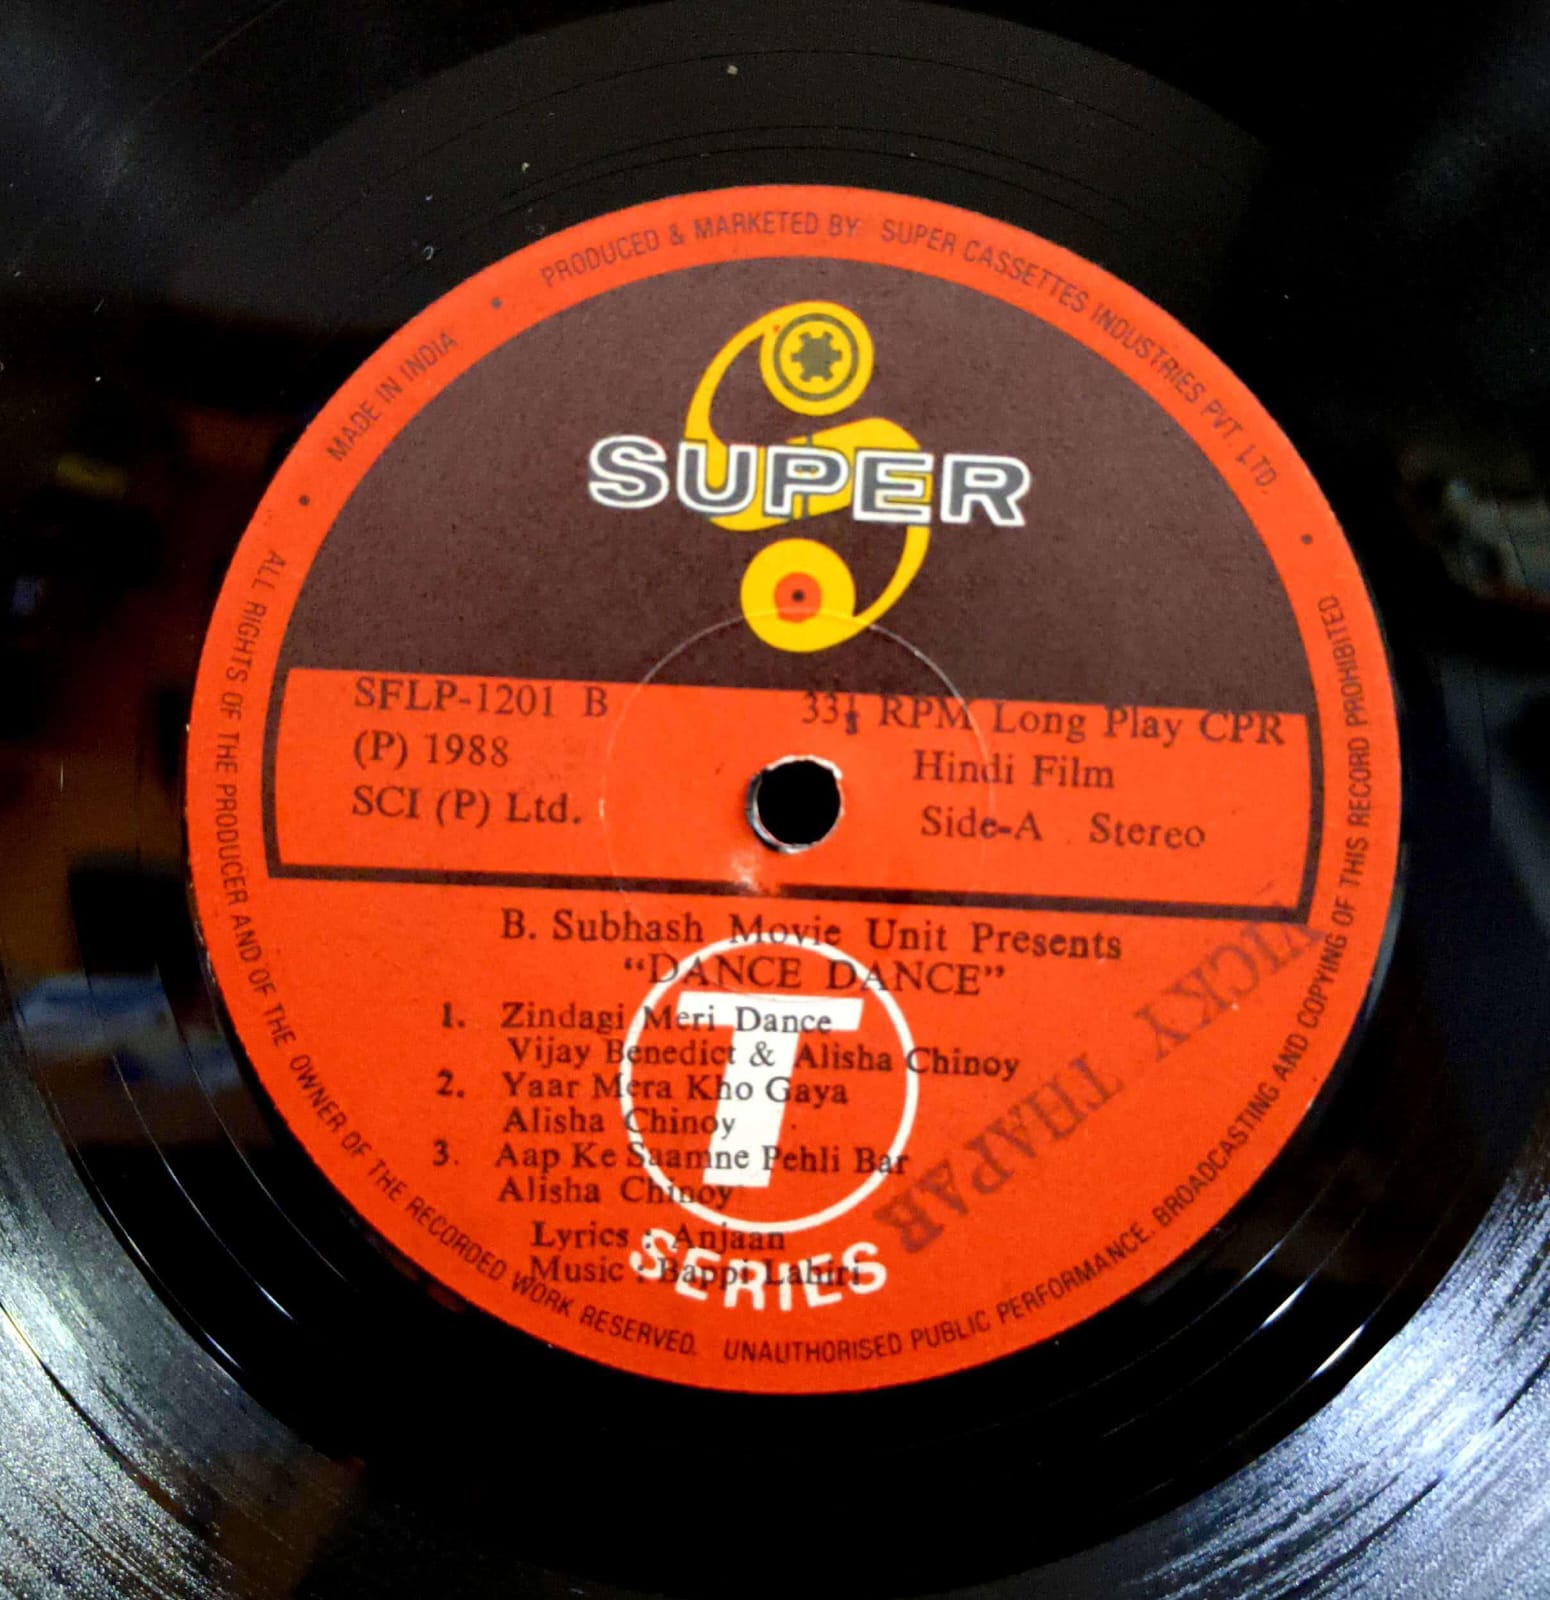 MADE IN INDIA • PRODUCED & MARKETED BY SUPER CASSETTES INDUSTRIES PVT. LTD. •
SUPER
SFLP-1201 B 33⅓ RPM Long Play CPR
(P) 1988 Hindi Film
SCI (P) Ltd. Side-A Stereo
B. Subhash Movie Unit Presents
“DANCE DANCE”
1. Zindagi Meri Dance
Vijay Benedict & Alisha Chinoy
2. Yaar Mera Kho Gaya
Alisha Chinoy
3. Aap Ke Saamne Pehli Bar
Alisha Chinoy
Lyrics : Anjaan
Music : Bappi Lahiri
T
SERIES
VICKY THAPAR
• ALL RIGHTS OF THE PRODUCER AND OF THE OWNER OF THE RECORDED WORK RESERVED. UNAUTHORISED PUBLIC PERFORMANCE. BROADCASTING AND COPYING OF THIS RECORD PROHIBITED